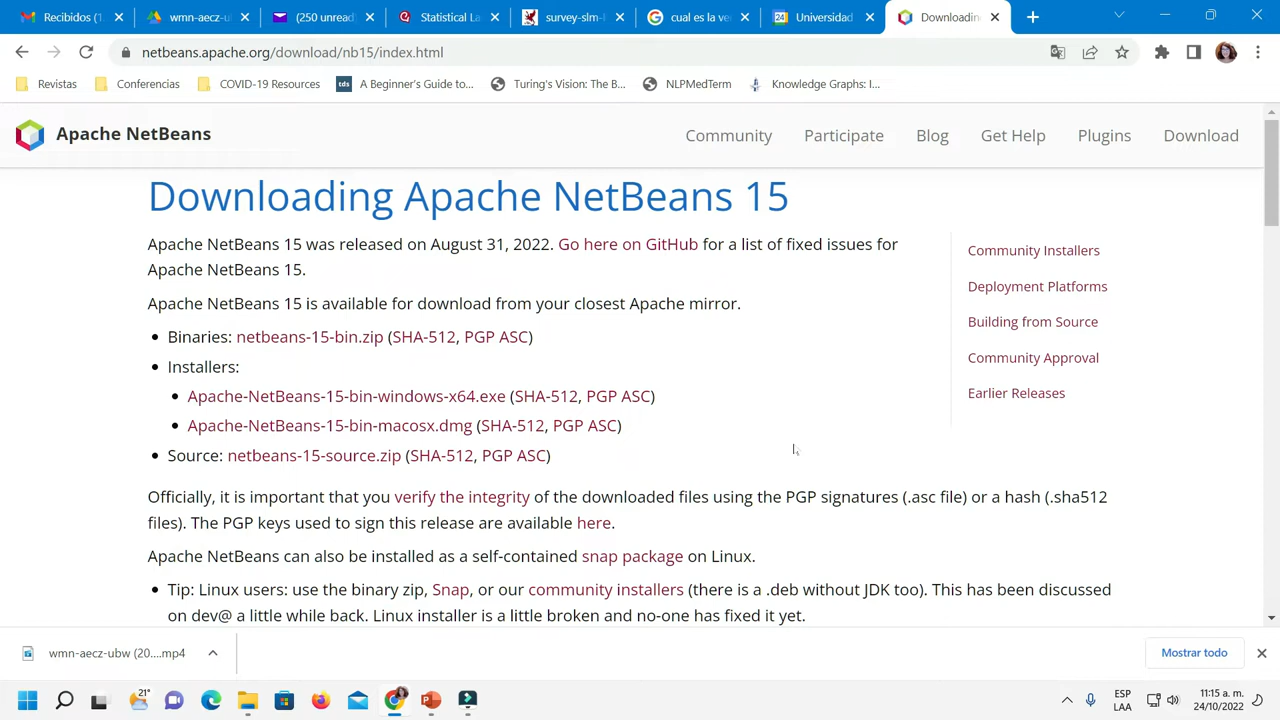 Recibidos (1
wmn-aecz-u
(250 unread
Statistical La
survey-slm-l
cual es la ve
24 Universidad
Downloadin
netbeans.apache.org/download/nb15/index.html
Revistas
Conferencias
COVID-19 Resources
tds A Beginner's Guide to...
Turing's Vision: The B...
NLPMedTerm
Knowledge Graphs: I...
Apache NetBeans
Community
Participate
Blog
Get Help
Plugins
Download
Downloading Apache NetBeans 15
Apache NetBeans 15 was released on August 31, 2022. Go here on GitHub for a list of fixed issues for
Apache NetBeans 15.
Apache NetBeans 15 is available for download from your closest Apache mirror.
• Binaries: netbeans-15-bin.zip (SHA-512, PGP ASC)
• Installers:
• Apache-NetBeans-15-bin-windows-x64.exe (SHA-512, PGP ASC)
• Apache-NetBeans-15-bin-macosx.dmg (SHA-512, PGP ASC)
• Source: netbeans-15-source.zip (SHA-512, PGP ASC)
Community Installers
Deployment Platforms
Building from Source
Community Approval
Earlier Releases
Officially, it is important that you verify the integrity of the downloaded files using the PGP signatures (.asc file) or a hash (.sha512
files). The PGP keys used to sign this release are available here.
Apache NetBeans can also be installed as a self-contained snap package on Linux.
• Tip: Linux users: use the binary zip, Snap, or our community installers (there is a .deb without JDK too). This has been discussed
on dev@ a little while back. Linux installer is a little broken and no-one has fixed it yet.
wmn-aecz-ubw (20....mp4
Mostrar todo
21°
ESP
LAA
11:15 a. m.
24/10/2022